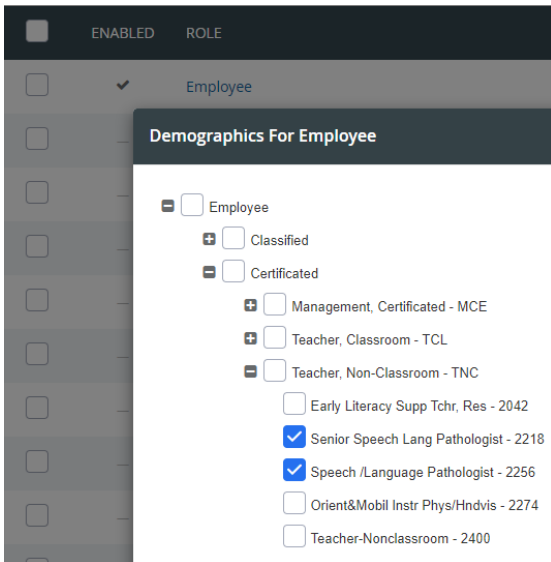 ENABLED ROLE
Employee
Demographics For Employee
Employee
Classified
Certificated
Management, Certificated - MCE
Teacher, Classroom - TCL
Teacher, Non-Classroom - TNC
Early Literacy Supp Tchr, Res - 2042
Senior Speech Lang Pathologist - 2218
Speech /Language Pathologist - 2256
Orient&Mobil Instr Phys/Hndvis - 2274
Teacher-Nonclassroom - 2400